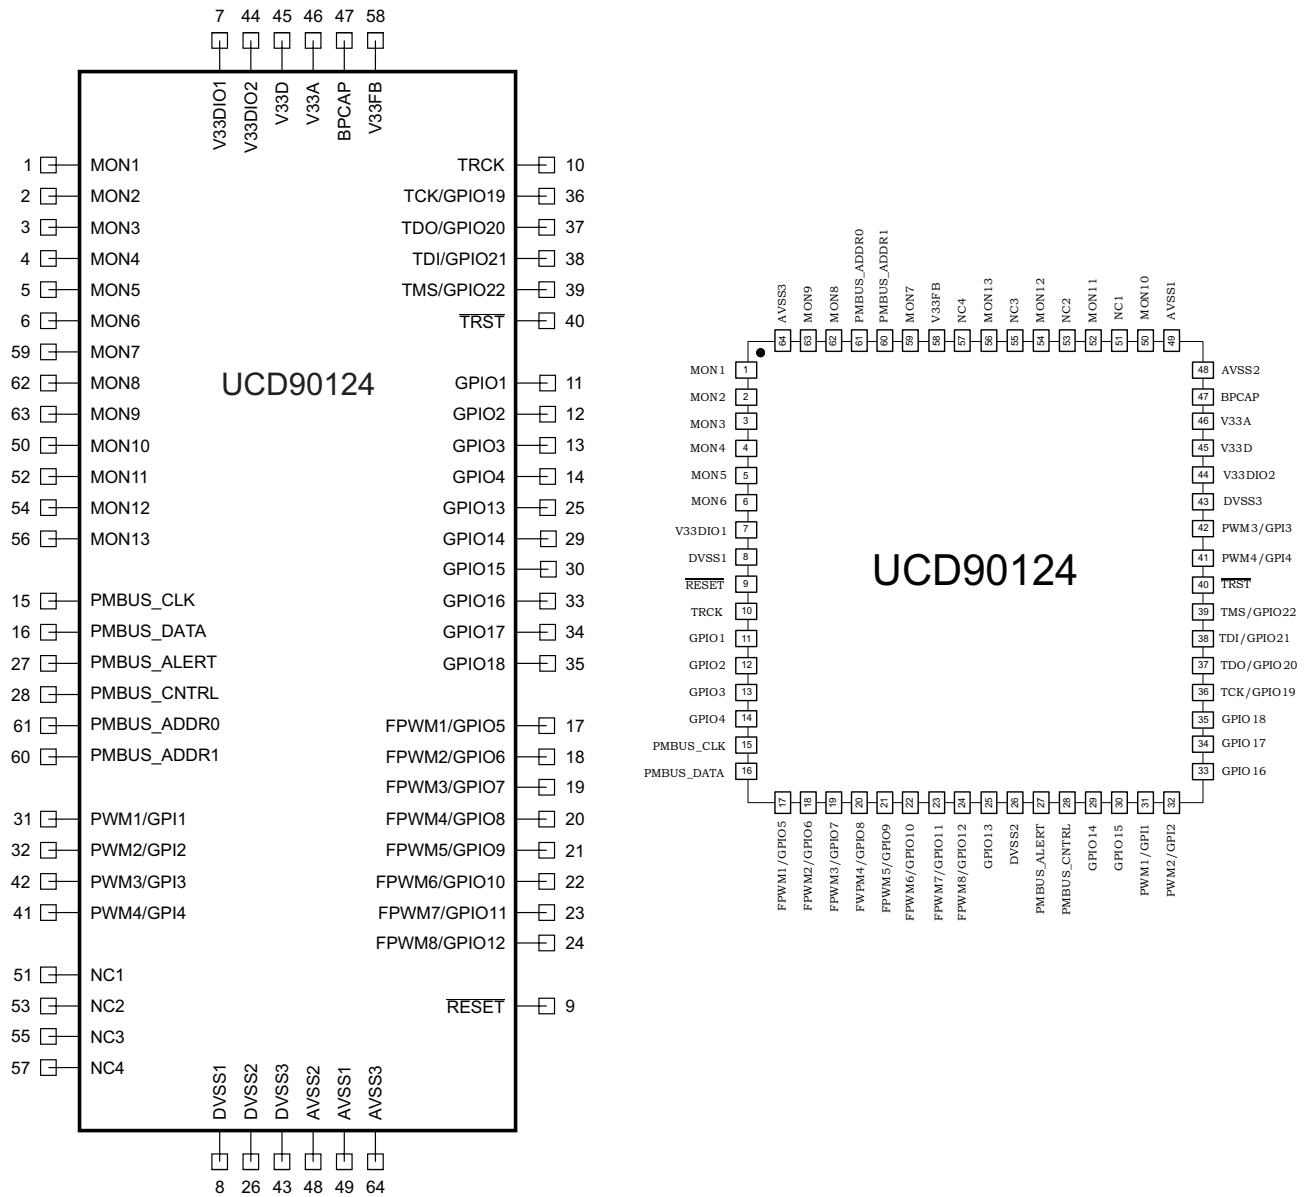 7 44 45 46 47 58
V33DIO1 V33DIO2 V33D V33A BPCAP V33FB
1 MON1 TRCK 10
2 MON2 TCK/GPIO19 36
3 MON3 TDO/GPIO20 37
4 MON4 TDI/GPIO21 38
5 MON5 TMS/GPIO22 39
6 MON6 TRST 40
59 MON7
62 MON8 GPIO1 11
UCD90124
63 MON9 GPIO2 12
50 MON10 GPIO3 13
52 MON11 GPIO4 14
54 MON12 GPIO13 25
56 MON13 GPIO14 29
GPIO15 30
15 PMBUS_CLK GPIO16 33
16 PMBUS_DATA GPIO17 34
27 PMBUS_ALERT GPIO18 35
28 PMBUS_CNTRL
61 PMBUS_ADDR0 FPWM1/GPIO5 17
60 PMBUS_ADDR1 FPWM2/GPIO6 18
FPWM3/GPIO7 19
31 PWM1/GPI1 FPWM4/GPIO8 20
32 PWM2/GPI2 FPWM5/GPIO9 21
42 PWM3/GPI3 FPWM6/GPIO10 22
41 PWM4/GPI4 FPWM7/GPIO11 23
FPWM8/GPIO12 24
51 NC1
53 NC2 RESET 9
55 NC3
57 NC4
DVSS1 DVSS2 DVSS3 AVSS2 AVSS1 AVSS3
8 26 43 48 49 64
AVSS3 MON9 MON8 PMBUS_ADDR0 PMBUS_ADDR1 MON7 V33FB NC4 MON13 NC3 MON12 NC2 MON11 NC1 MON10 AVSS1
64 63 62 61 60 59 58 57 56 55 54 53 52 51 50 49
MON1 1 48 AVSS2
MON2 2 47 BPCAP
MON3 3 46 V33A
MON4 4 45 V33D
MON5 5 44 V33DIO2
MON6 6 43 DVSS3
V33DIO1 7 42 PWM3/GPI3
DVSS1 8 41 PWM4/GPI4
UCD90124
RESET 9 40 TRST
TRCK 10 39 TMS/GPIO22
GPIO1 11 38 TDI/GPIO21
GPIO2 12 37 TDO/GPIO20
GPIO3 13 36 TCK/GPIO19
GPIO4 14 35 GPIO18
PMBUS_CLK 15 34 GPIO17
PMBUS_DATA 16 33 GPIO16
17 18 19 20 21 22 23 24 25 26 27 28 29 30 31 32
FPWM1/GPIO5 FPWM2/GPIO6 FPWM3/GPIO7 FWPM4/GPIO8 FPWM5/GPIO9 FPWM6/GPIO10 FPWM7/GPIO11 FPWM8/GPIO12 GPIO13 DVSS2 PMBUS_ALERT PMBUS_CNTRL GPIO14 GPIO15 PWM1/GPI1 PWM2/GPI2